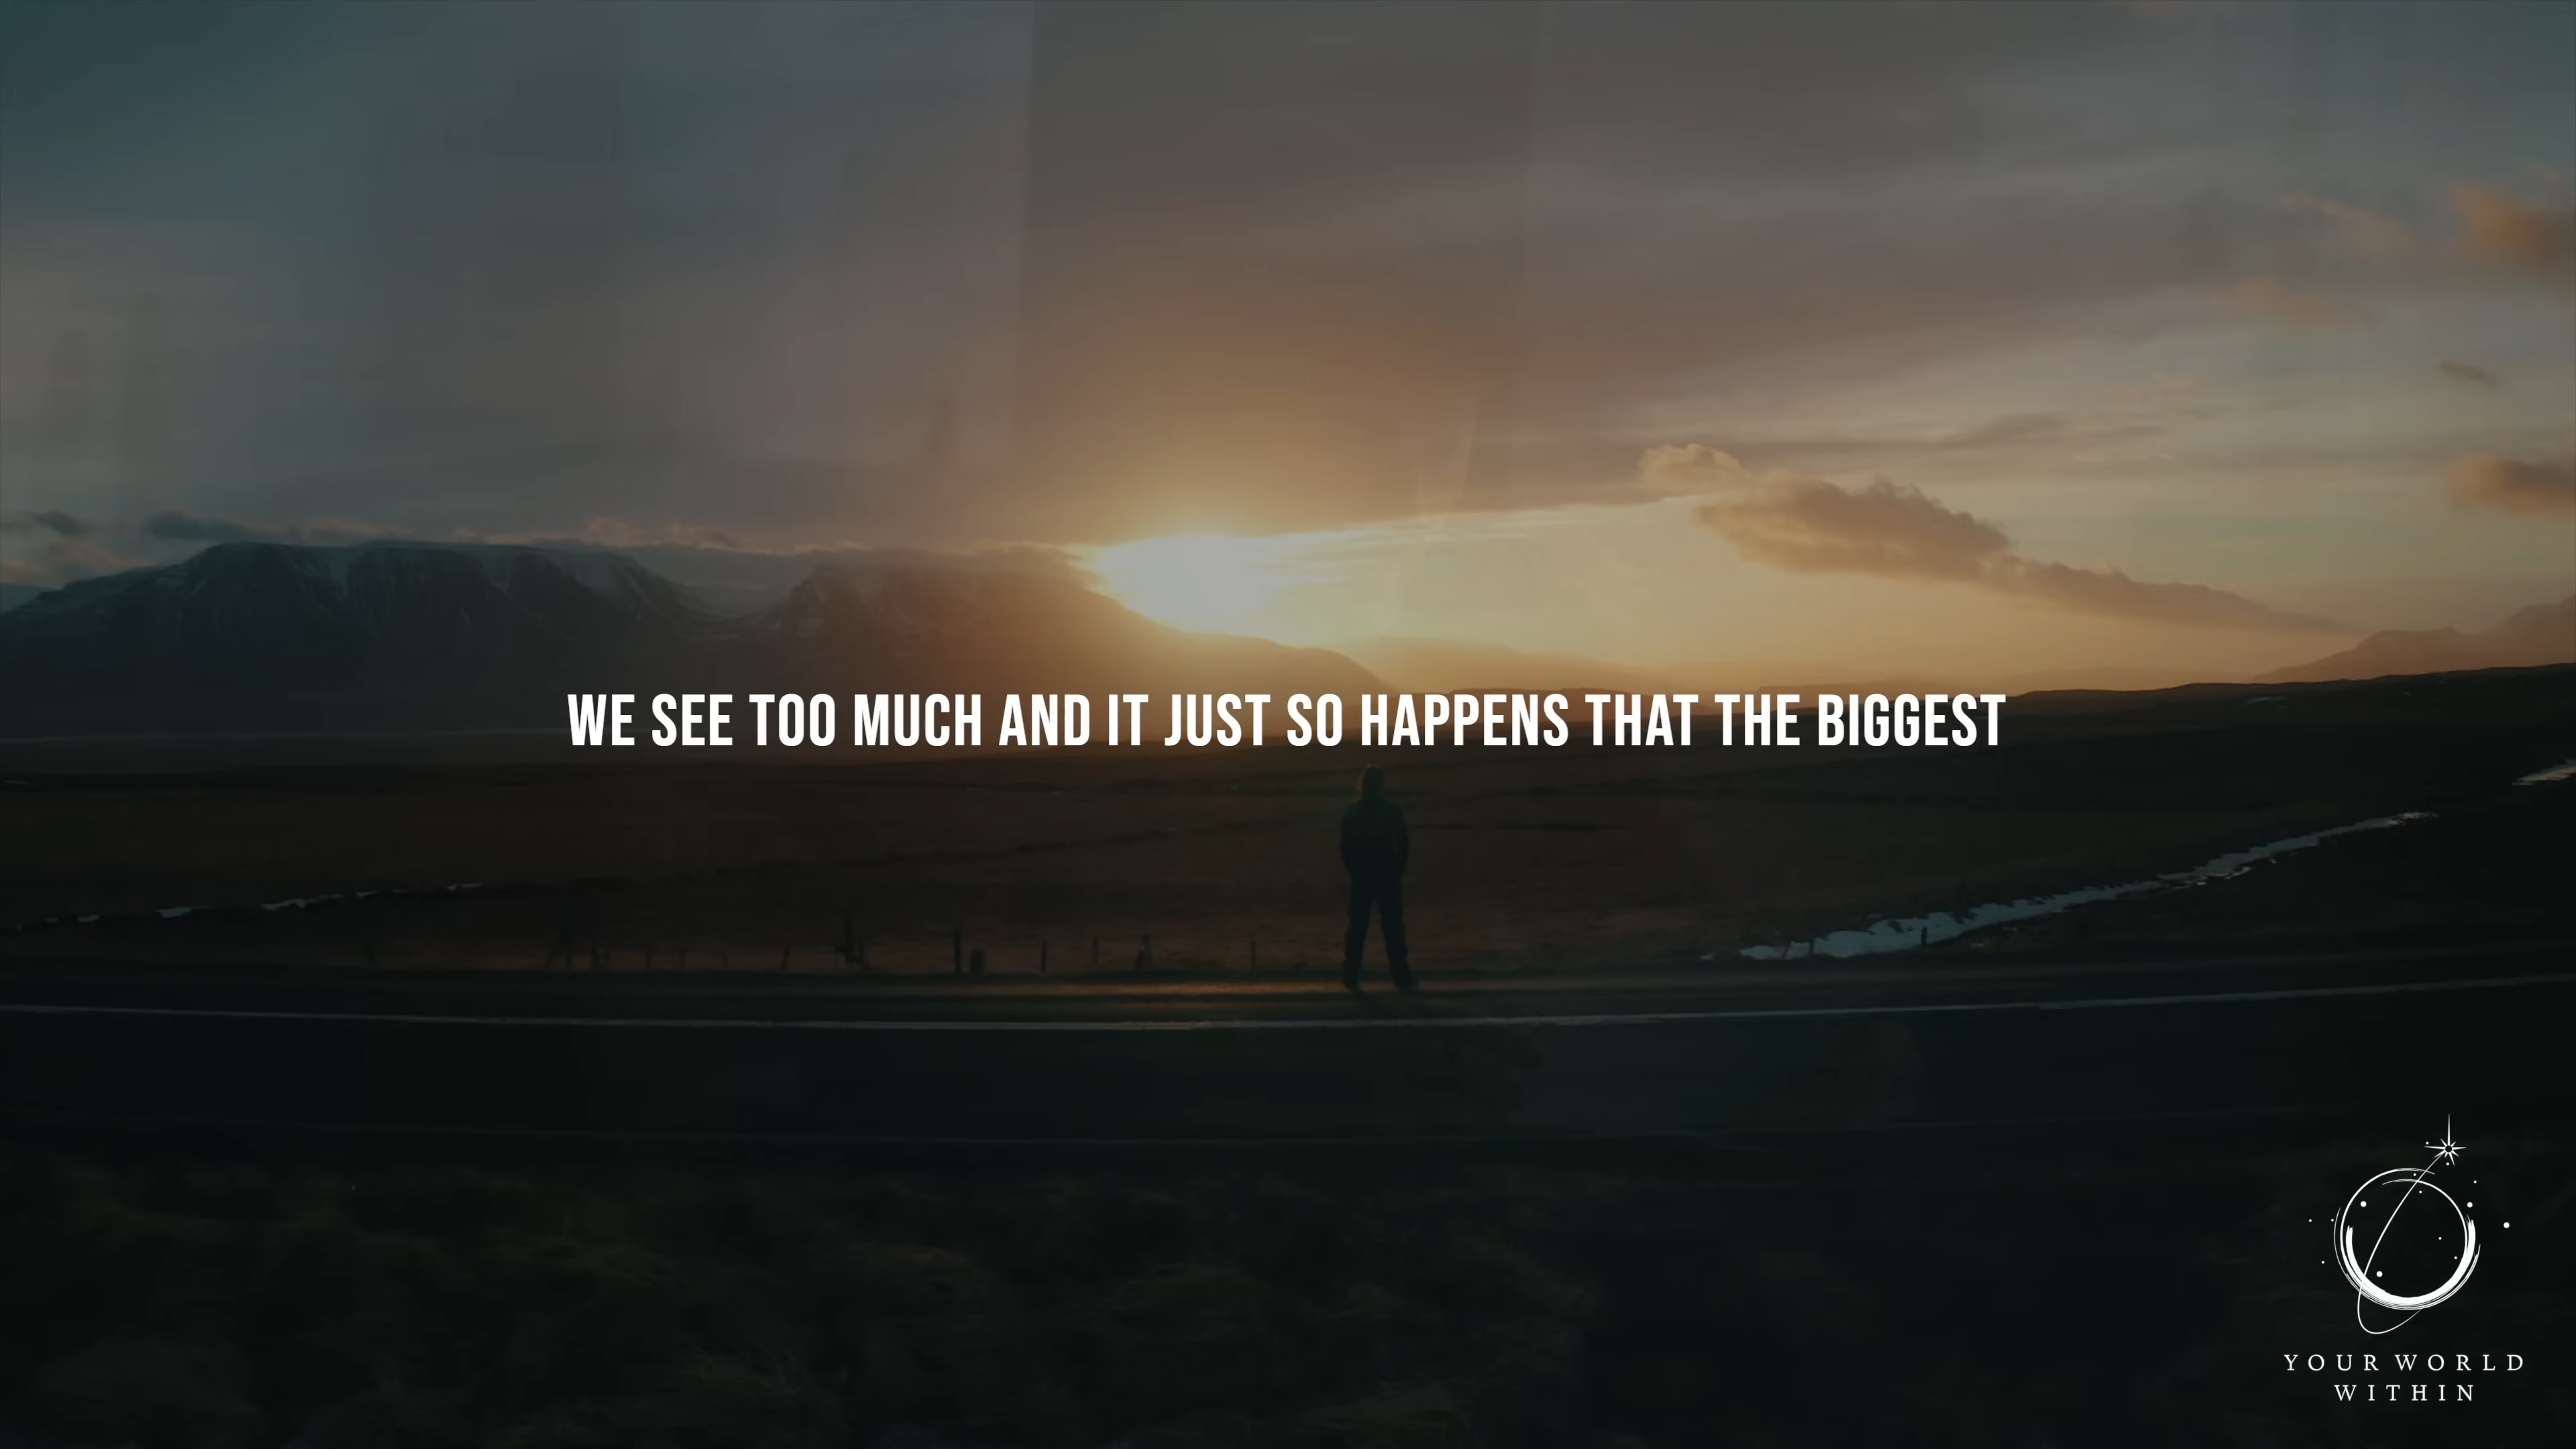 WE SEE TOO MUCH AND IT JUST SO HAPPENS THAT THE BIGGEST
YOUR WORLD
WITHIN